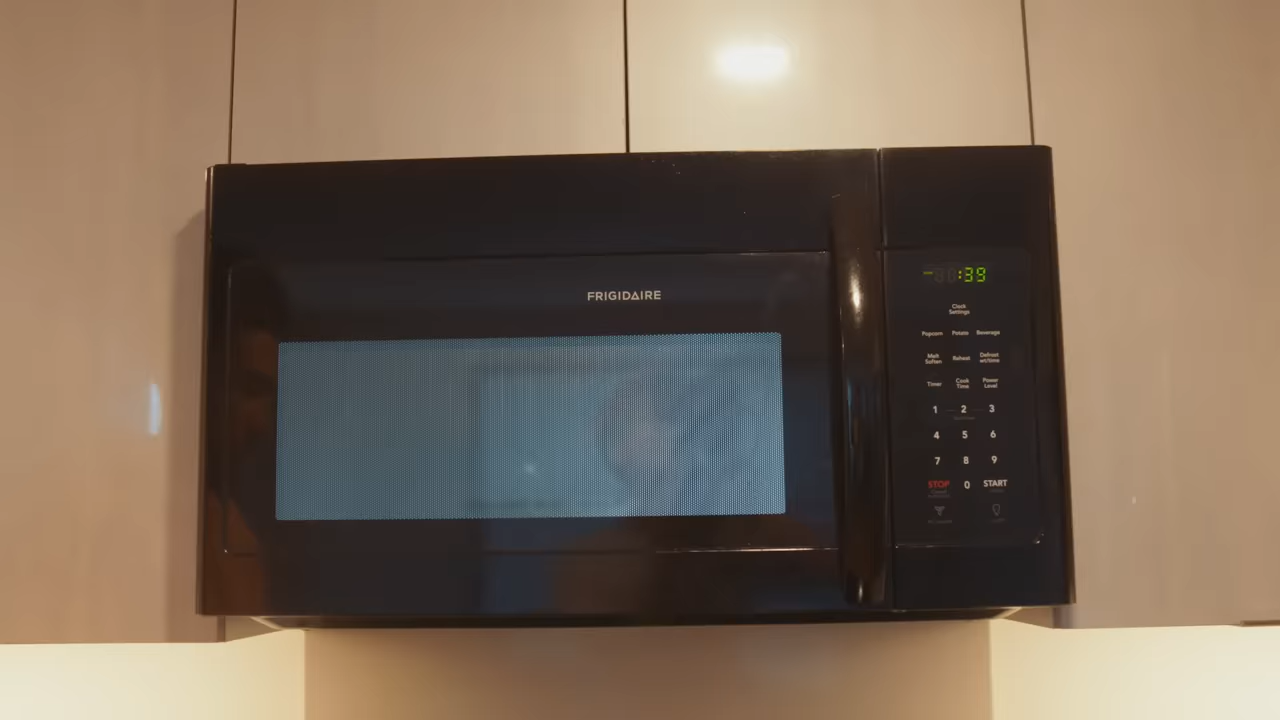 FRIGIDAIRE
:39
Clock
Settings
Popcorn Potato Beverage
Melt
Soften
Reheat
Defrost
wt/time
Timer
Cook
Time
Power
Level
1 2 3
4 5 6
7 8 9
STOP 0 START